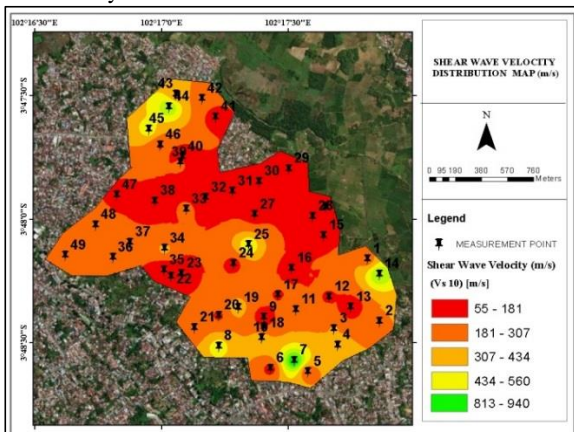 102°16'30"E 102°17'0"E 102°17'30"E
3°47'30"S
3°48'0"S
3°48'30"S
43 42
44 41
45
46
40
39
47 38 33 32 31 30 29
27 28
48 15
37 34 25
49 36 24 1
35 23 16 14
22
17 12 13
20 19 11
21 9 2
18 3
8 10 4
6 7 5
SHEAR WAVE VELOCITY
DISTRIBUTION MAP (m/s)
N
0 95 190 380 570 760
Meters
Legend
MEASUREMENT POINT
Shear Wave Velocity (m/s)
(Vs 10) [m/s]
55 - 181
181 - 307
307 - 434
434 - 560
813 - 940